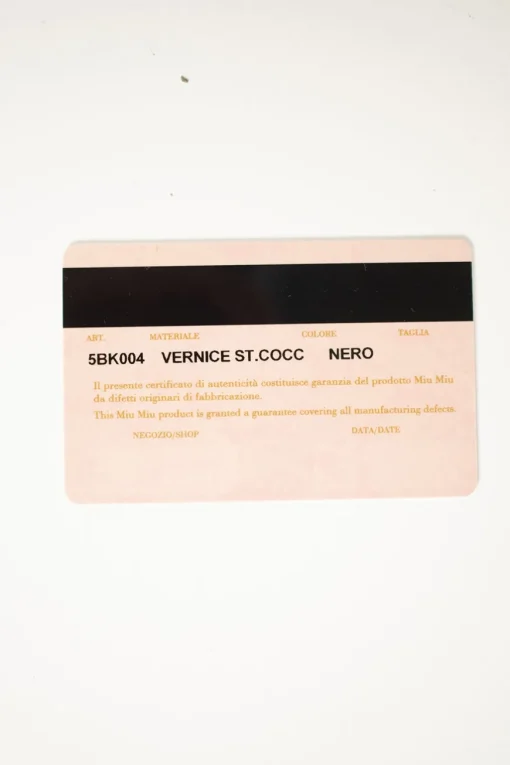 ART. MATERIALE COLORE TAGLIA
5BK004 VERNICE ST.COCC NERO
Il presente certificato di autenticità costituisce garanzia del prodotto Miu Miu
da difetti originari di fabbricazione.
This Miu Miu product is granted a guarantee covering all manufacturing defects.
NEGOZIO/SHOP DATA/DATE